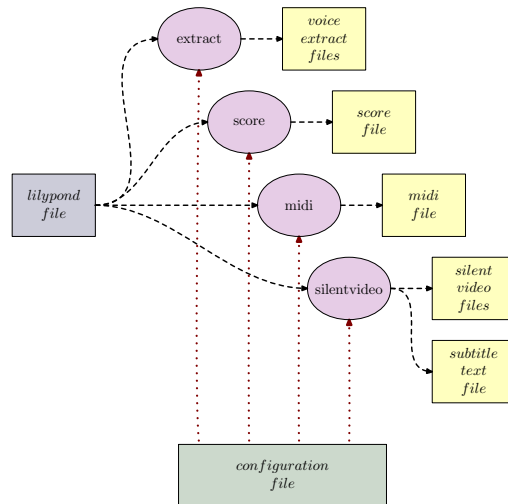 extract
voice
extract
files
score
score
file
lilypond
file
midi
midi
file
silentvideo
silent
video
files
subtitle
text
file
configuration
file